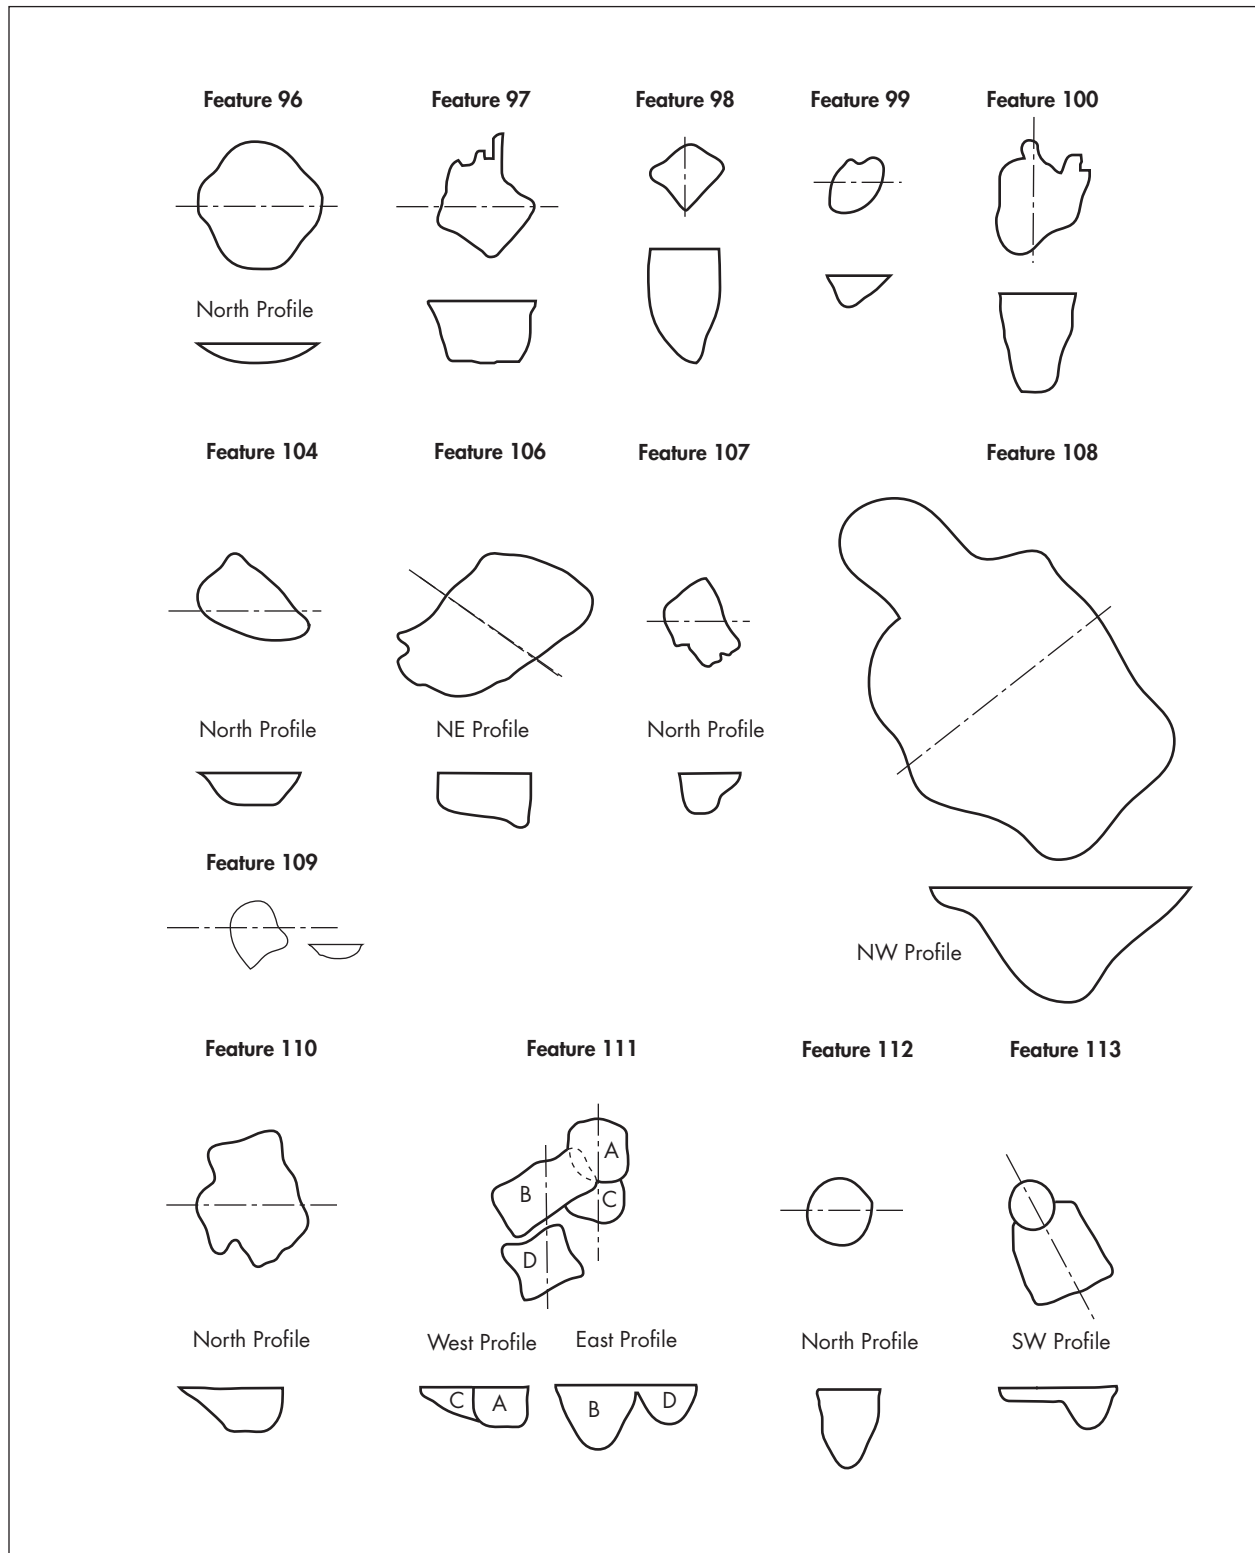 Feature 96 Feature 97 Feature 98 Feature 99 Feature 100
North Profile
Feature 104 Feature 106 Feature 107 Feature 108
North Profile NE Profile North Profile
Feature 109
NW Profile
Feature 110 Feature 111 Feature 112 Feature 113
A
B
C
D
North Profile West Profile East Profile North Profile SW Profile
C A B D